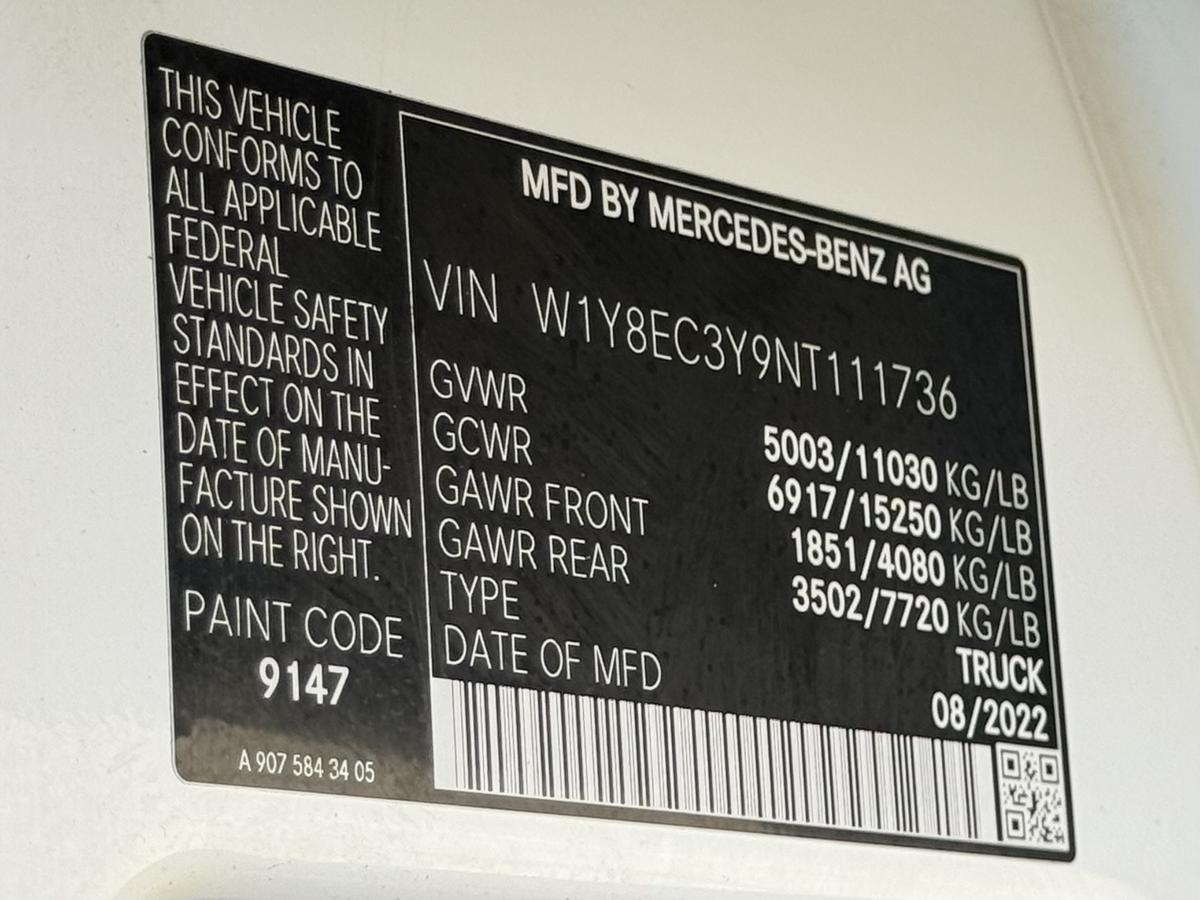 THIS VEHICLE
CONFORMS TO
ALL APPLICABLE
FEDERAL
VEHICLE SAFETY
STANDARDS IN
EFFECT ON THE
DATE OF MANU-
FACTURE SHOWN
ON THE RIGHT.
PAINT CODE
9147
A 907 584 34 05
MFD BY MERCEDES-BENZ AG
VIN W1Y8EC3Y9NT111736
GVWR 5003/11030 KG/LB
GCWR 6917/15250 KG/LB
GAWR FRONT 1851/4080 KG/LB
GAWR REAR 3502/7720 KG/LB
TYPE TRUCK
DATE OF MFD 08/2022